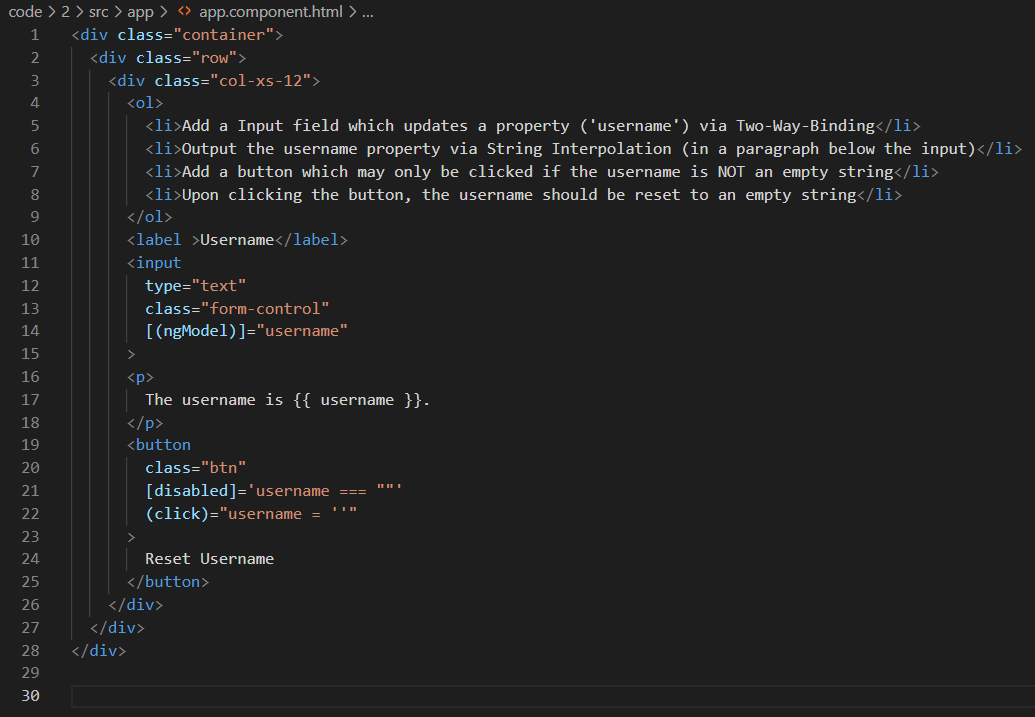 code > 2 > src > app > <> app.component.html > ...
1 <div class="container">
2   <div class="row">
3     <div class="col-xs-12">
4       <ol>
5         <li>Add a Input field which updates a property ('username') via Two-Way-Binding</li>
6         <li>Output the username property via String Interpolation (in a paragraph below the input)</li>
7         <li>Add a button which may only be clicked if the username is NOT an empty string</li>
8         <li>Upon clicking the button, the username should be reset to an empty string</li>
9       </ol>
10       <label >Username</label>
11       <input
12         type="text"
13         class="form-control"
14         [(ngModel)]="username"
15       >
16       <p>
17         The username is {{ username }}.
18       </p>
19       <button
20         class="btn"
21         [disabled]='username === ""'
22         (click)="username = ''"
23       >
24         Reset Username
25       </button>
26     </div>
27   </div>
28 </div>
29
30